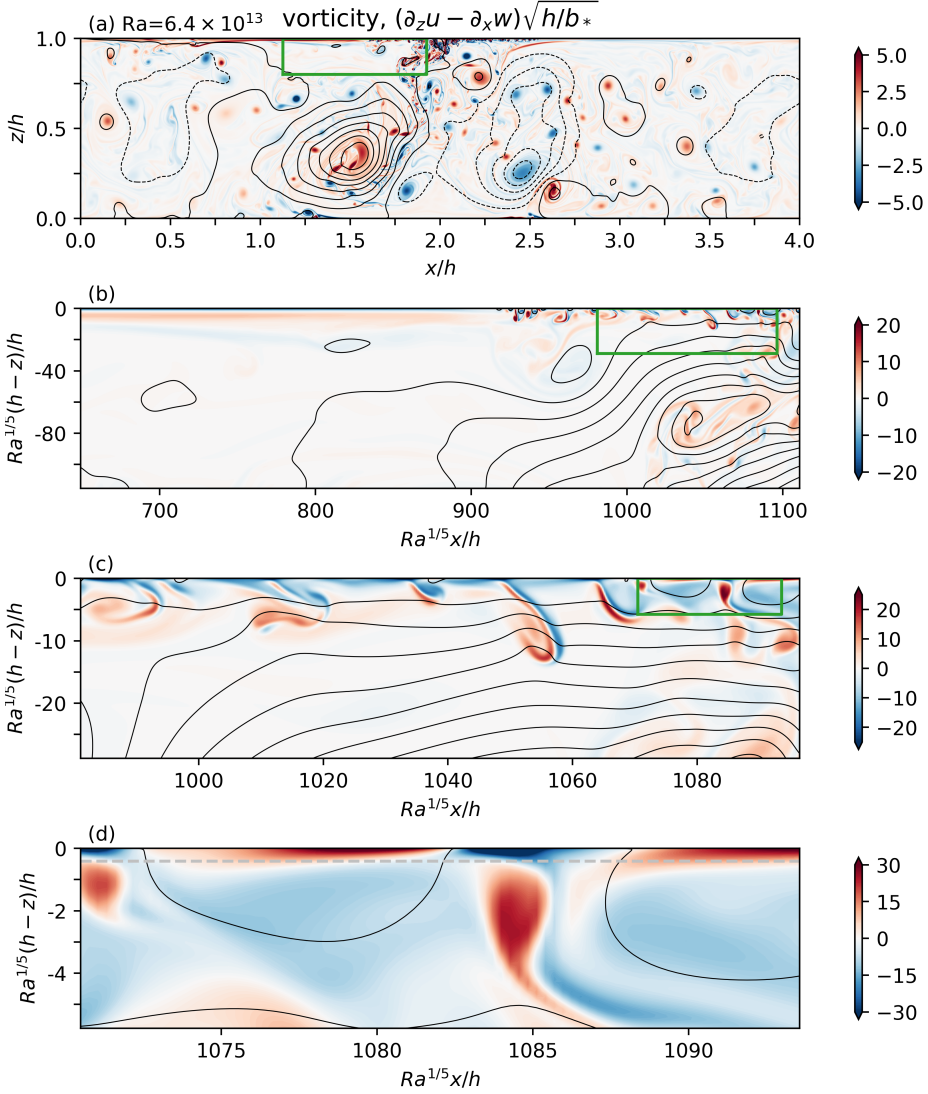 (a) Ra=6.4 × 10¹³ vorticity, (∂_z u − ∂_x w)√(h/b_*)
1.0
0.5
0.0
z/h
0.0 0.5 1.0 1.5 2.0 2.5 3.0 3.5 4.0
x/h
5.0
2.5
0.0
−2.5
−5.0
(b)
0
-40
-80
Ra^{1/5}(h − z)/h
700 800 900 1000 1100
Ra^{1/5}x/h
20
10
0
−10
−20
(c)
0
-10
-20
Ra^{1/5}(h − z)/h
1000 1020 1040 1060 1080
Ra^{1/5}x/h
20
10
0
−10
−20
(d)
0
-2
-4
Ra^{1/5}(h − z)/h
1075 1080 1085 1090
Ra^{1/5}x/h
30
15
0
−15
−30